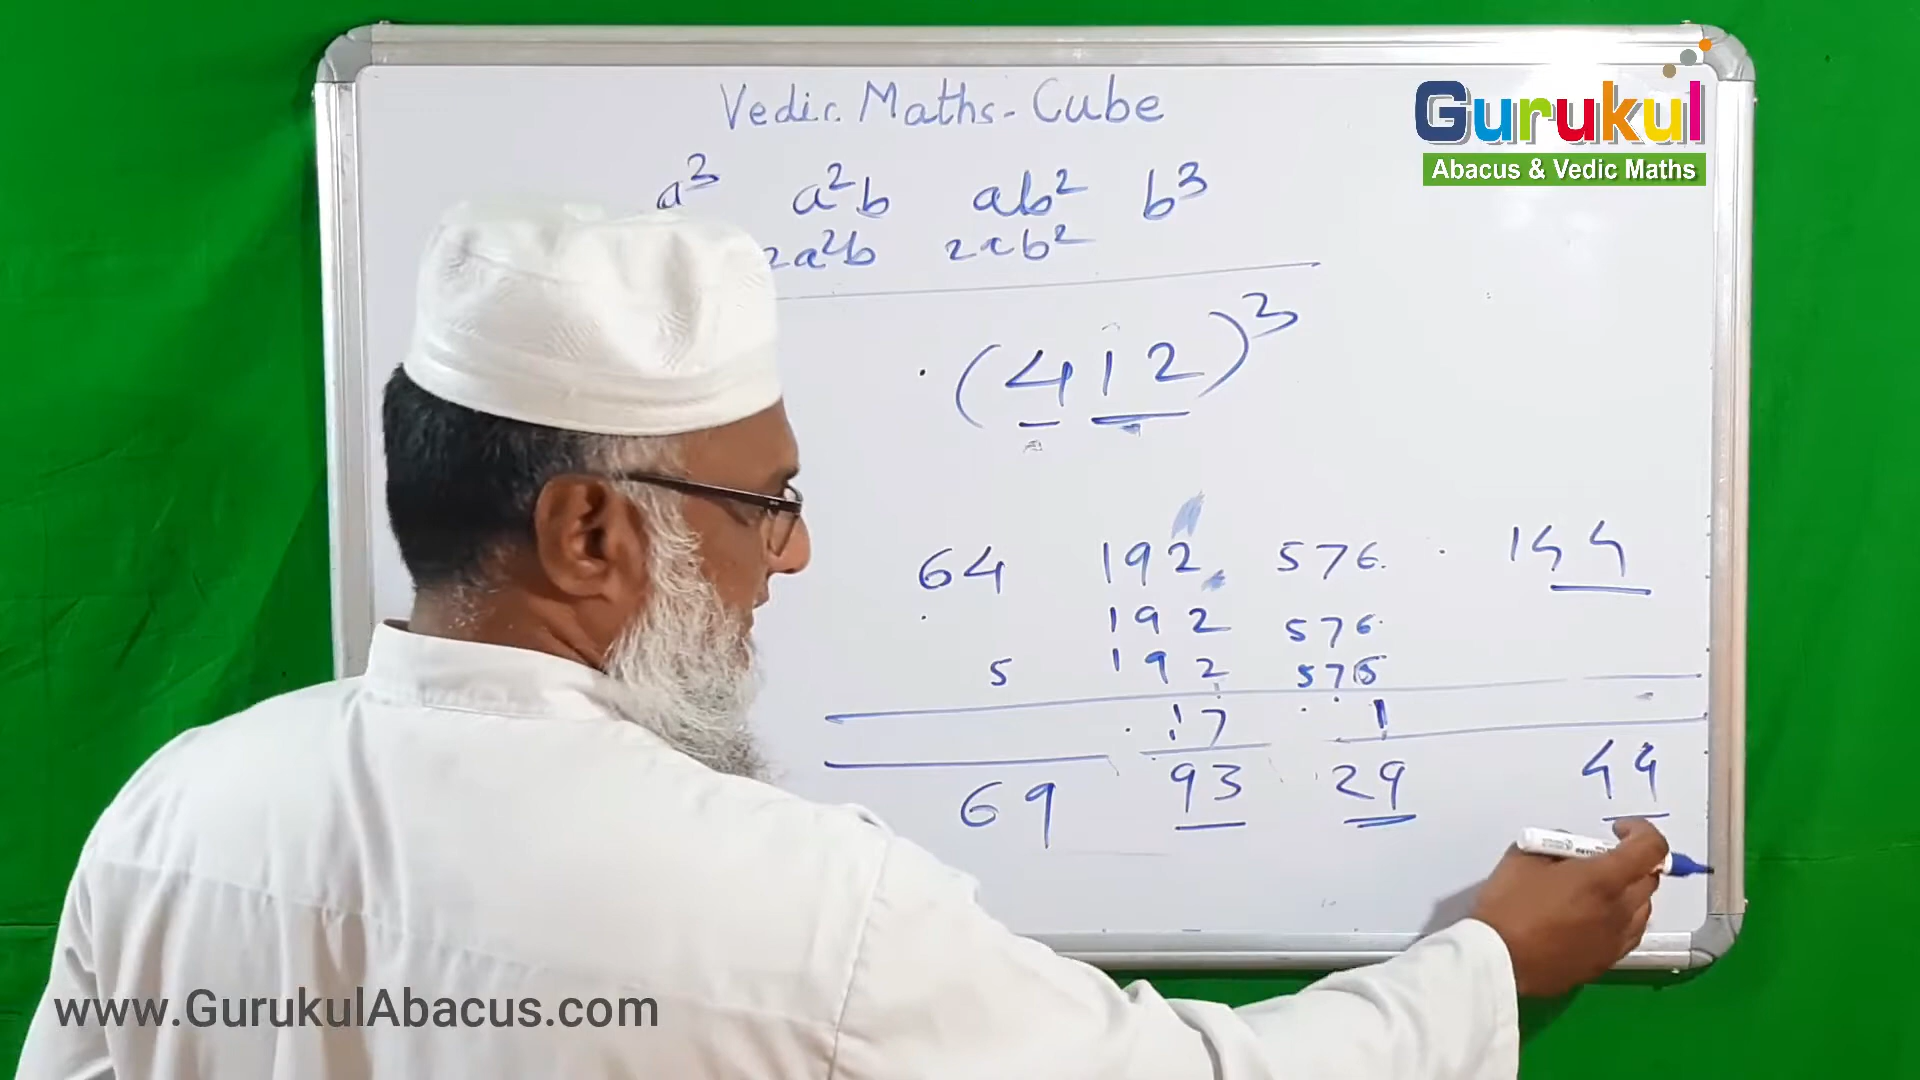 Vedic Maths - Cube
Gurukul
Abacus & Vedic Maths
a³ a²b ab² b³
2a²b 2ab²
(412)³
64 192 576 144
192 576
5 192 576
17 1
69 93 29 44
www.GurukulAbacus.com